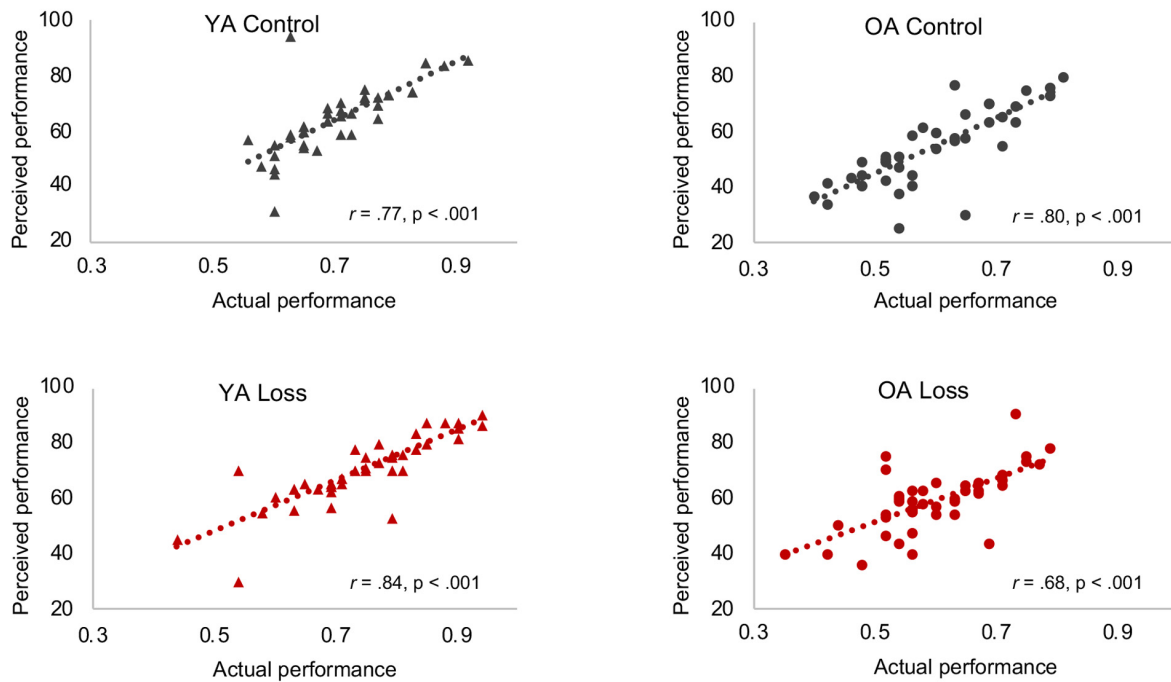 YA Control
Perceived performance
100
80
60
40
20
r = .77, p < .001
0.3 0.5 0.7 0.9
Actual performance
OA Control
Perceived performance
100
80
60
40
20
r = .80, p < .001
0.3 0.5 0.7 0.9
Actual performance
YA Loss
Perceived performance
100
80
60
40
20
r = .84, p < .001
0.3 0.5 0.7 0.9
Actual performance
OA Loss
Perceived performance
100
80
60
40
20
r = .68, p < .001
0.3 0.5 0.7 0.9
Actual performance